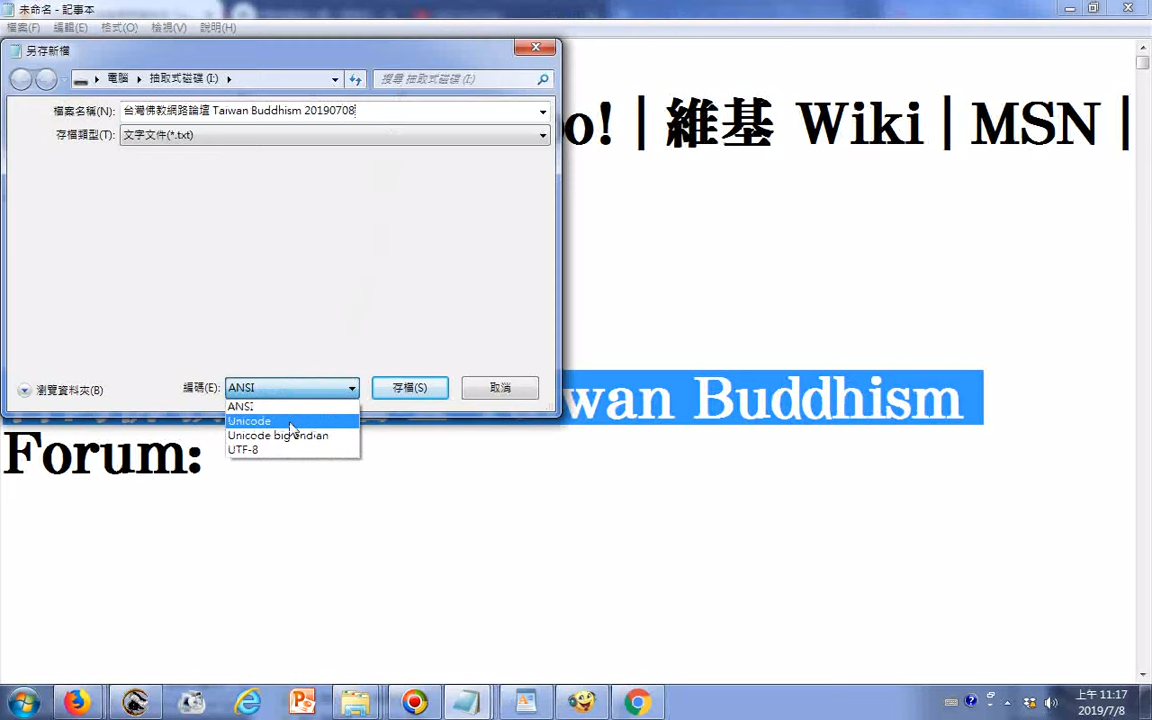 未命名 - 記事本
檔案(F) 編輯(E) 格式(O) 檢視(V) 說明(H)
另存新檔
電腦 抽取式磁碟 (I:) 搜尋 抽取式磁碟 (I:)
檔案名稱(N): 台灣佛教網路論壇 Taiwan Buddhism 20190708
存檔類型(T): 文字文件(*.txt)
o! | 維基 Wiki | MSN |
瀏覽資料夾(B) 編碼(E): ANSI 存檔(S) 取消
ANSI
Unicode
Unicode big endian
UTF-8
wan Buddhism
Forum:
上午 11:17
2019/7/8